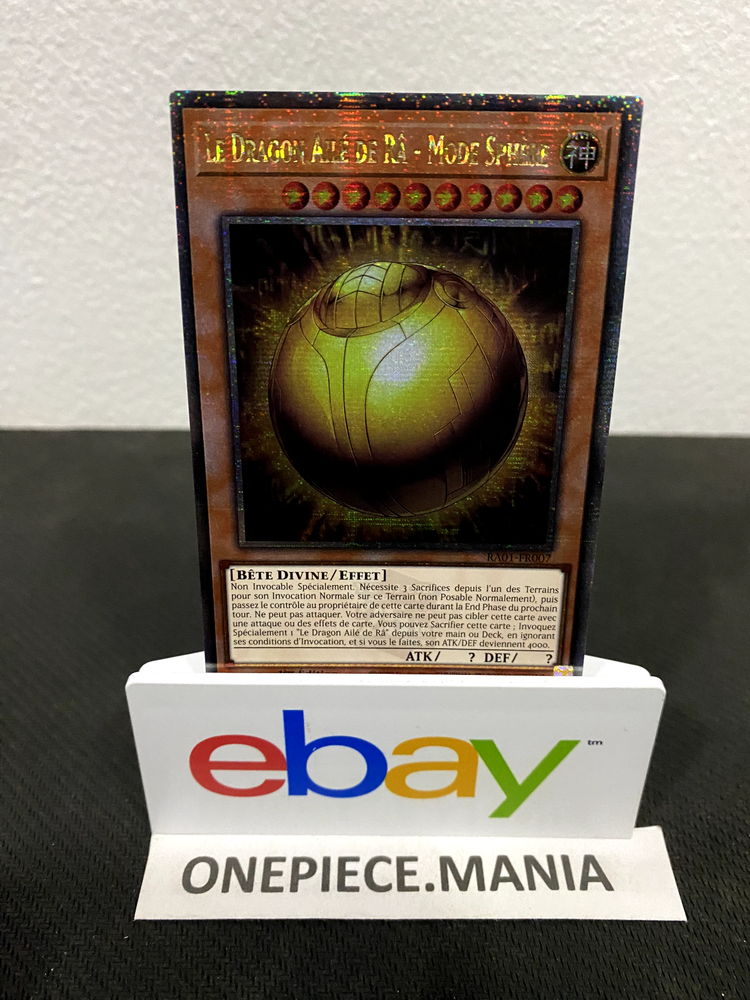 Le Dragon Ailé de Râ - Mode Sphère
神
RA01-FR007
[Bête Divine/Effet]
Non Invocable Spécialement. Nécessite 3 Sacrifices depuis l'un des Terrains
pour son Invocation Normale sur ce Terrain (non Posable Normalement), puis
passez le contrôle au propriétaire de cette carte durant la End Phase du prochain
tour. Ne peut pas attaquer. Votre adversaire ne peut pas cibler cette carte avec
une attaque ou des effets de carte. Vous pouvez Sacrifier cette carte ; Invoquez
Spécialement 1 "Le Dragon Ailé de Râ" depuis votre main ou Deck, en ignorant
ses conditions d'Invocation, et si vous le faites, son ATK/DEF deviennent 4000.
ATK/ ? DEF/ ?
ebay™
ONEPIECE.MANIA